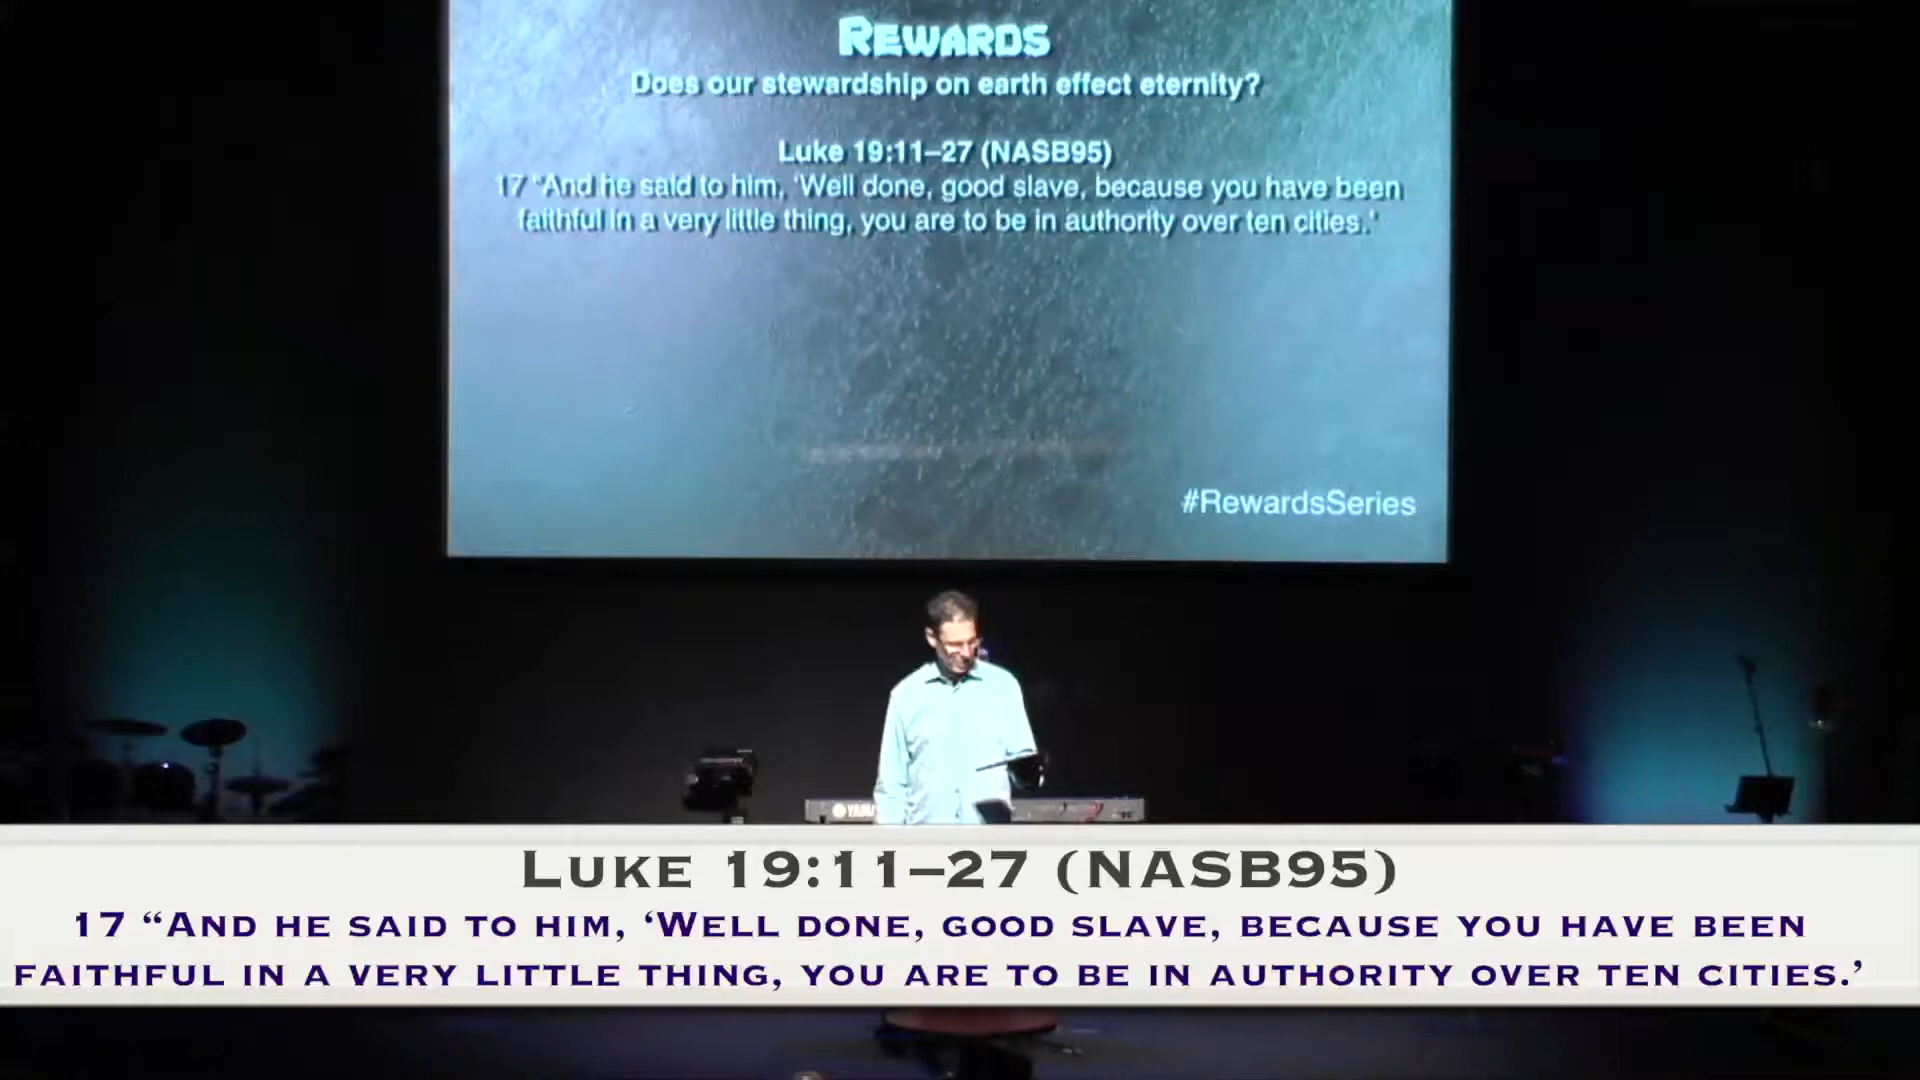 REWARDS
Does our stewardship on earth effect eternity?
Luke 19:11–27 (NASB95)
17 “And he said to him, ‘Well done, good slave, because you have been
faithful in a very little thing, you are to be in authority over ten cities.’
#RewardsSeries
LUKE 19:11–27 (NASB95)
17 “AND HE SAID TO HIM, ‘WELL DONE, GOOD SLAVE, BECAUSE YOU HAVE BEEN
FAITHFUL IN A VERY LITTLE THING, YOU ARE TO BE IN AUTHORITY OVER TEN CITIES.’